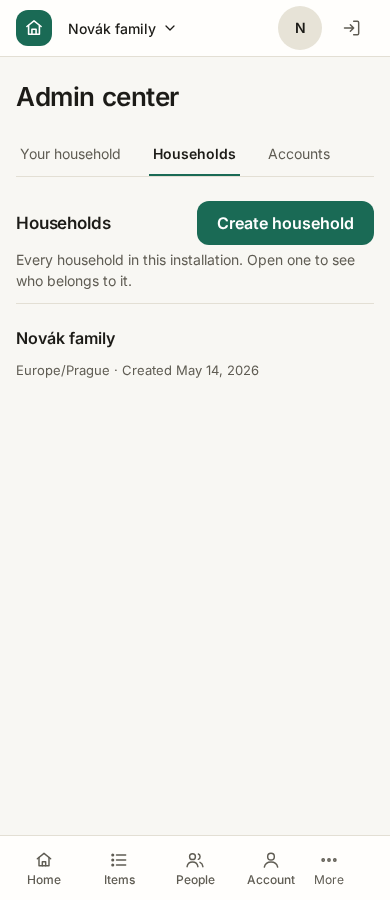 Novák family
N
Admin center
Your household
Households
Accounts
Households
Create household
Every household in this installation. Open one to see
who belongs to it.
Novák family
Europe/Prague · Created May 14, 2026
Home
Items
People
Account
More